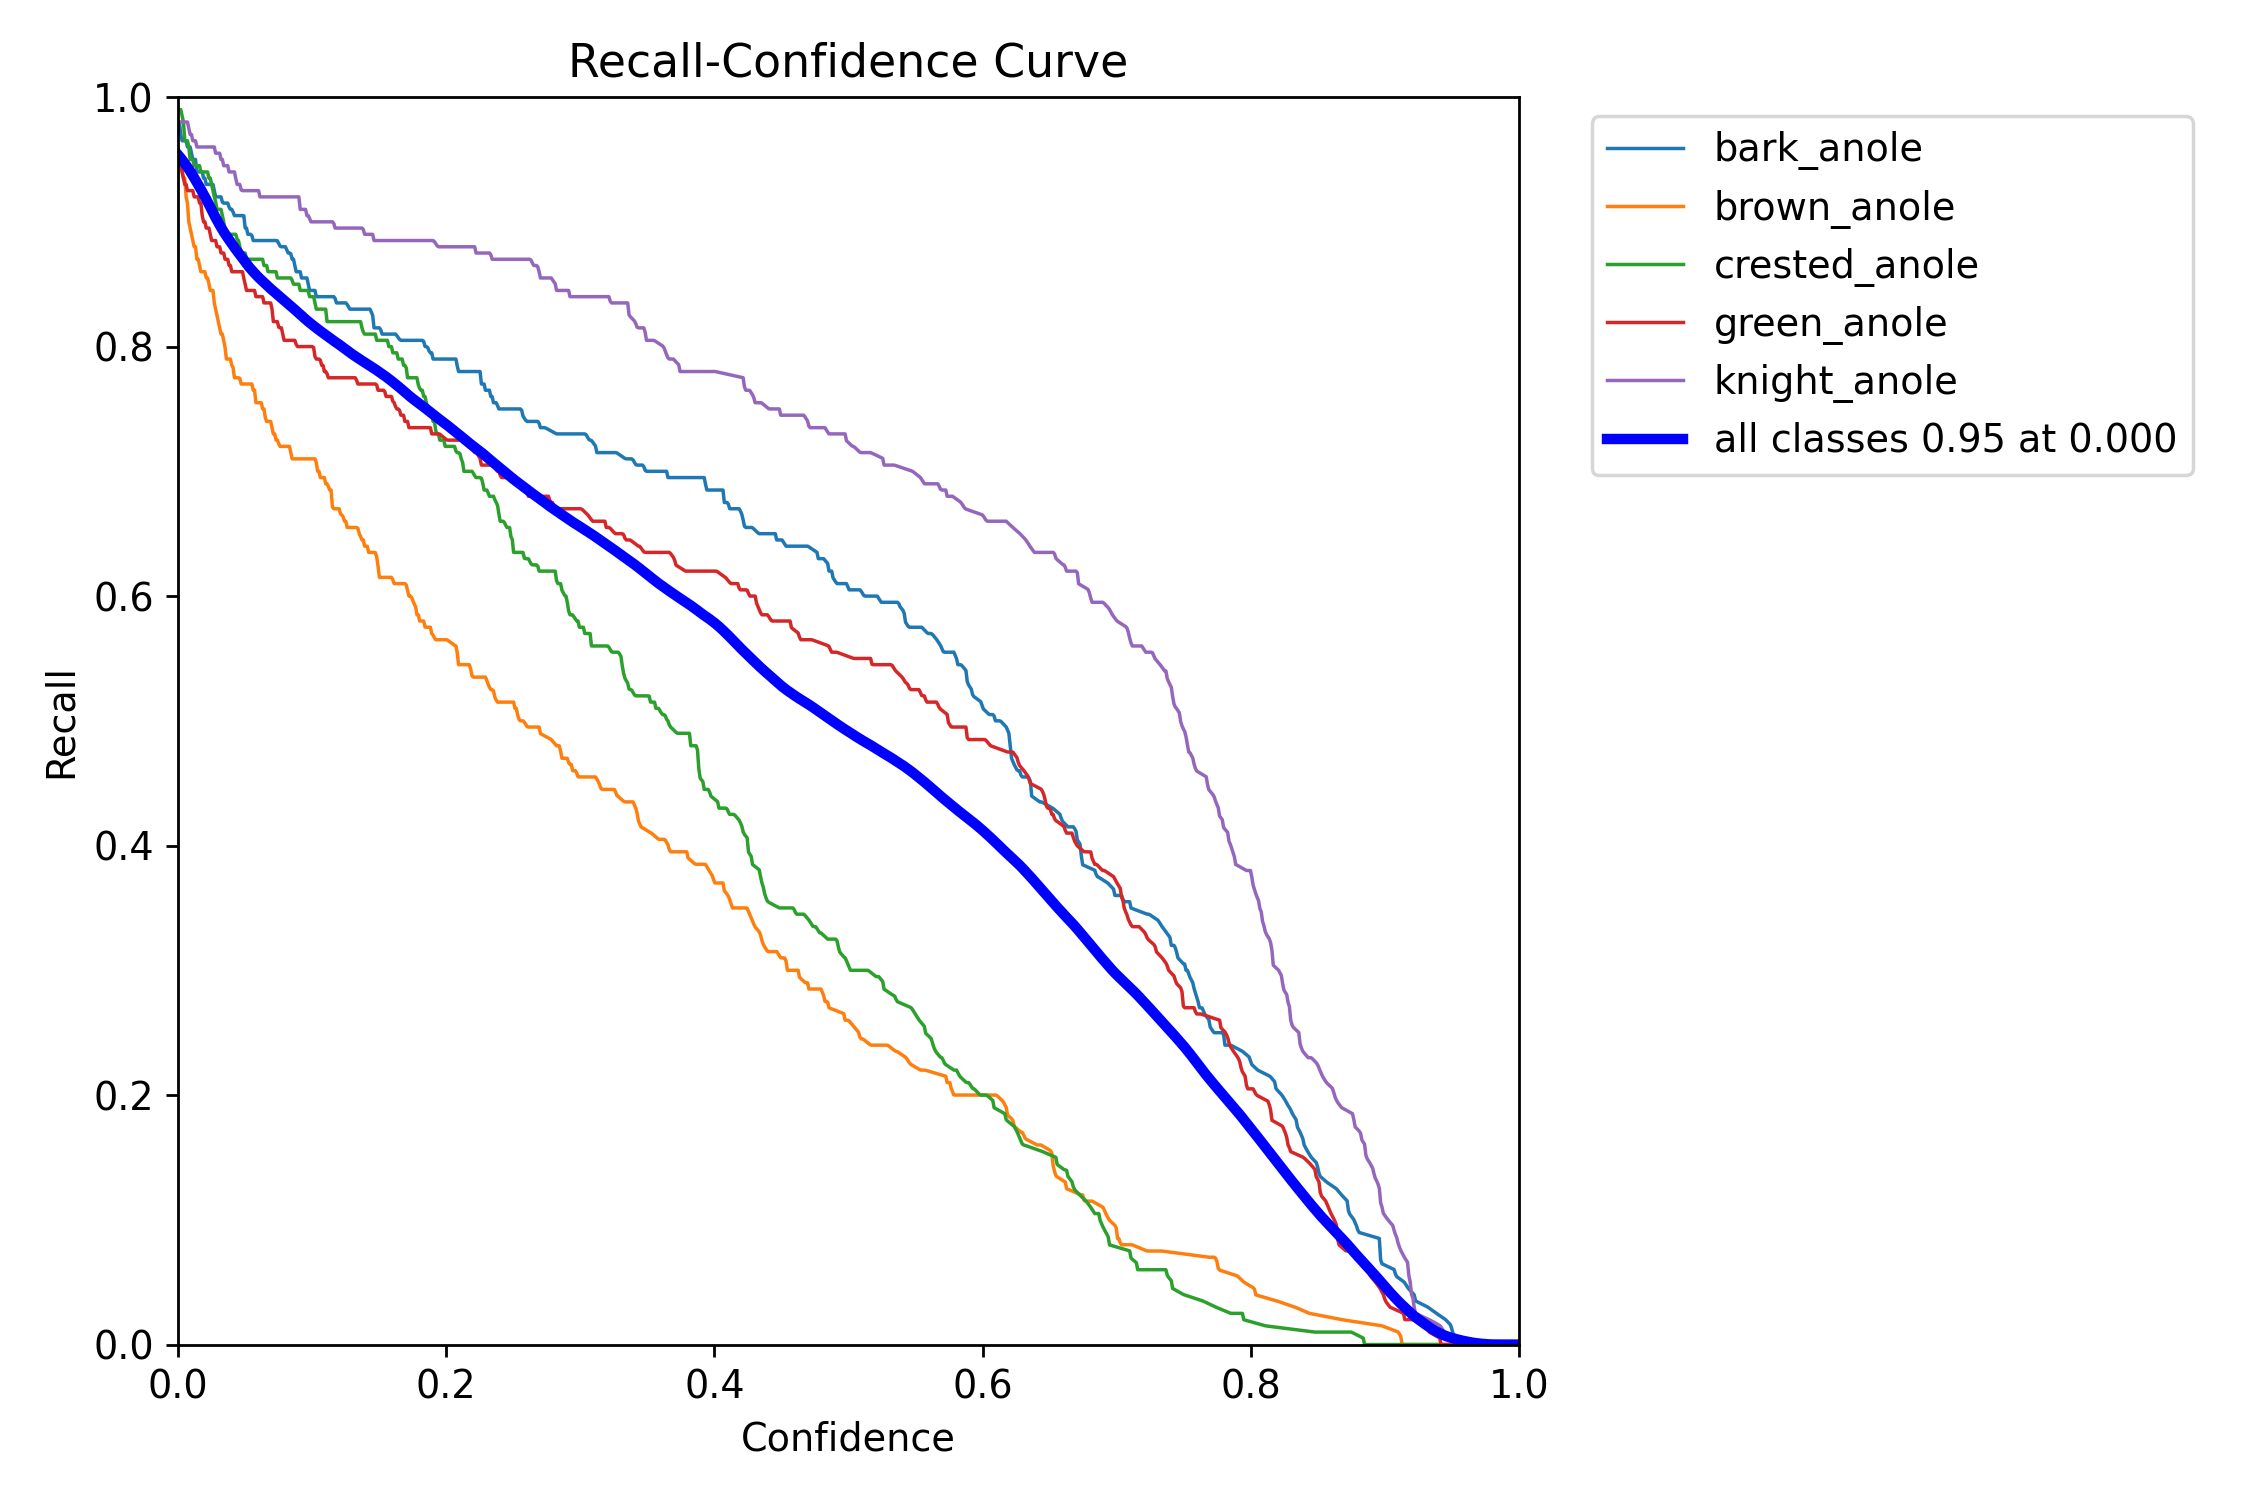 Recall-Confidence Curve
1.0
0.8
0.6
0.4
0.2
0.0
Recall
0.0 0.2 0.4 0.6 0.8 1.0
Confidence
bark_anole
brown_anole
crested_anole
green_anole
knight_anole
all classes 0.95 at 0.000